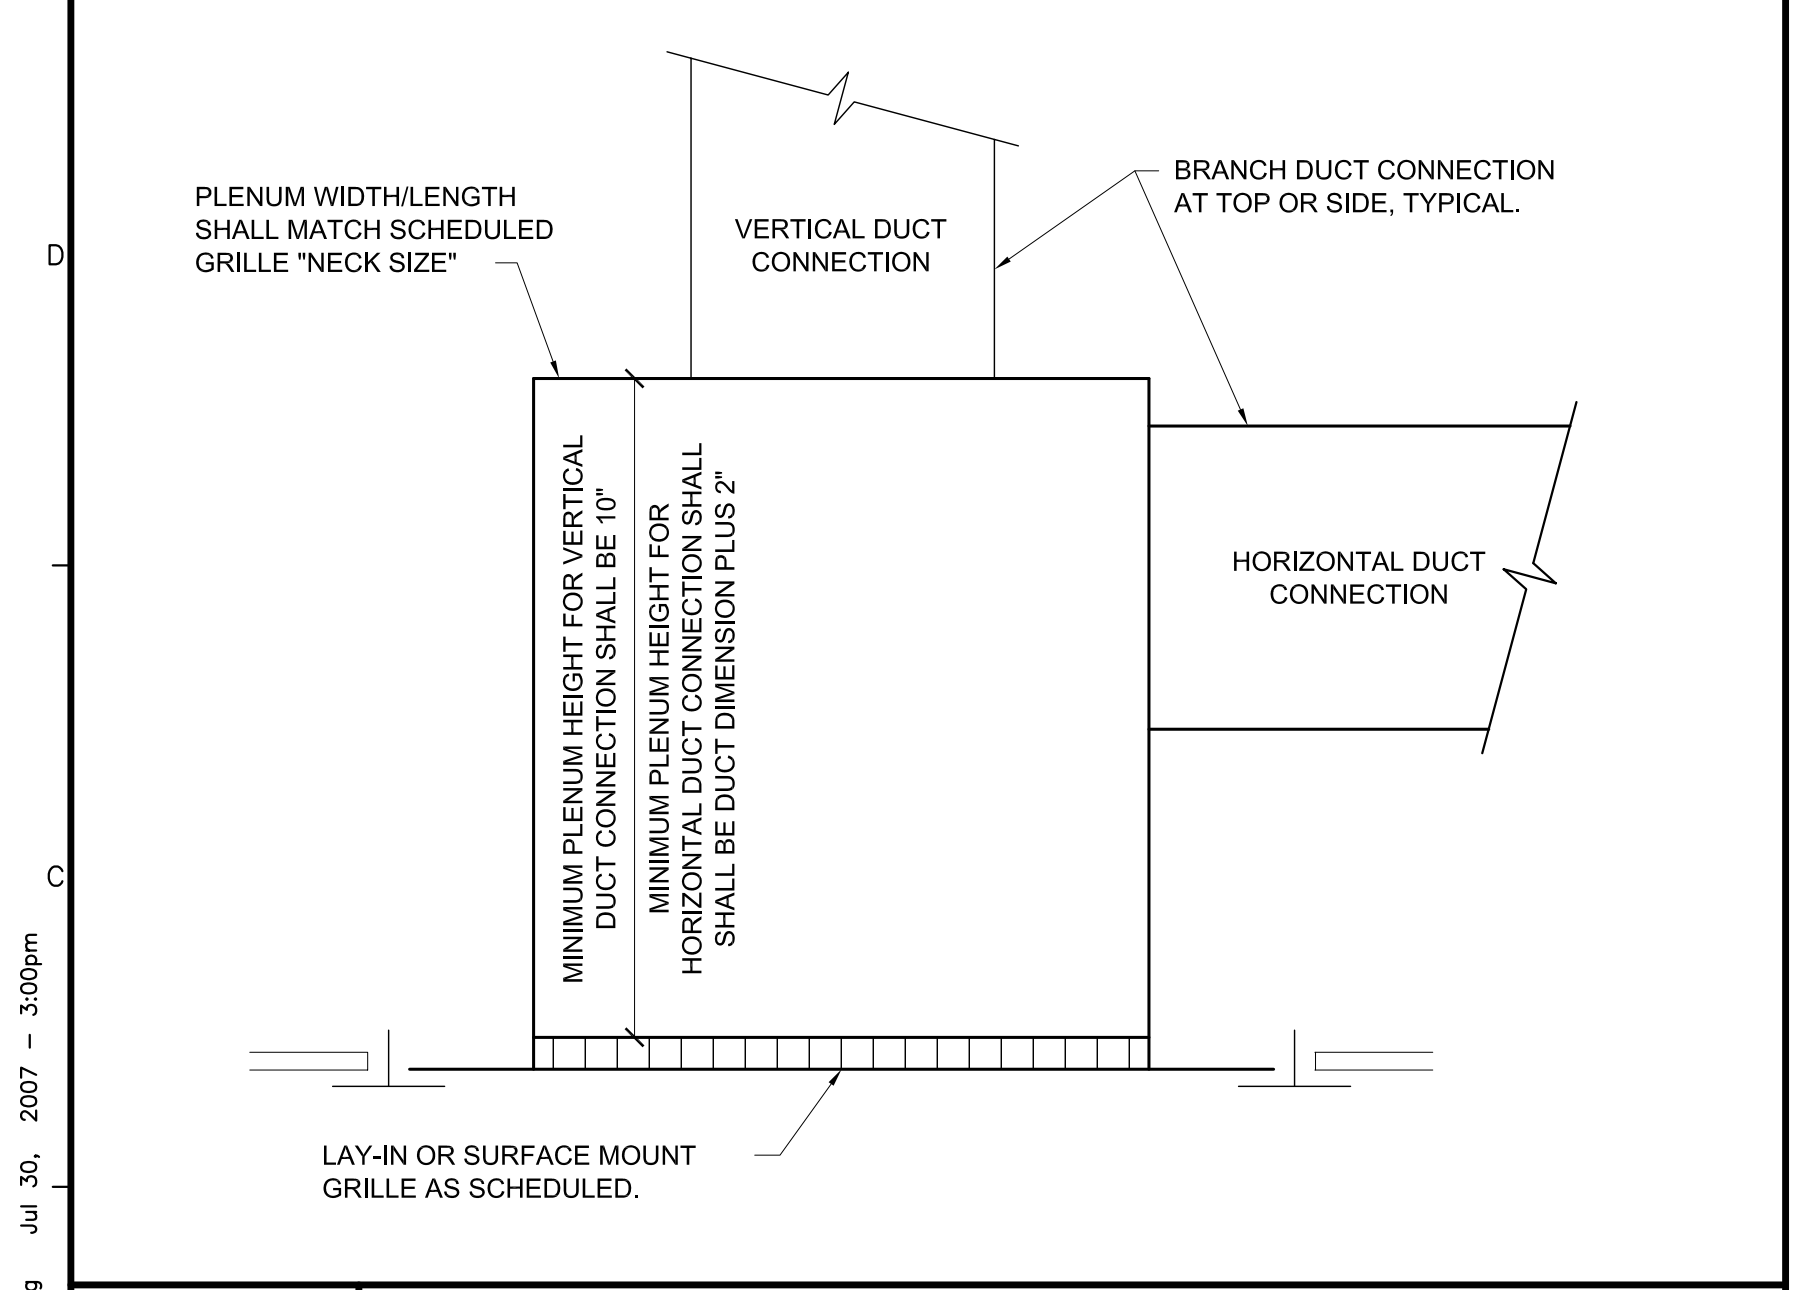 PLENUM WIDTH/LENGTH
SHALL MATCH SCHEDULED
GRILLE "NECK SIZE"
VERTICAL DUCT
CONNECTION
BRANCH DUCT CONNECTION
AT TOP OR SIDE, TYPICAL.
D
MINIMUM PLENUM HEIGHT FOR VERTICAL
DUCT CONNECTION SHALL BE 10"
MINIMUM PLENUM HEIGHT FOR
HORIZONTAL DUCT CONNECTION SHALL
SHALL BE DUCT DIMENSION PLUS 2"
HORIZONTAL DUCT
CONNECTION
C
LAY-IN OR SURFACE MOUNT
GRILLE AS SCHEDULED.
g Jul 30, 2007 - 3:00pm